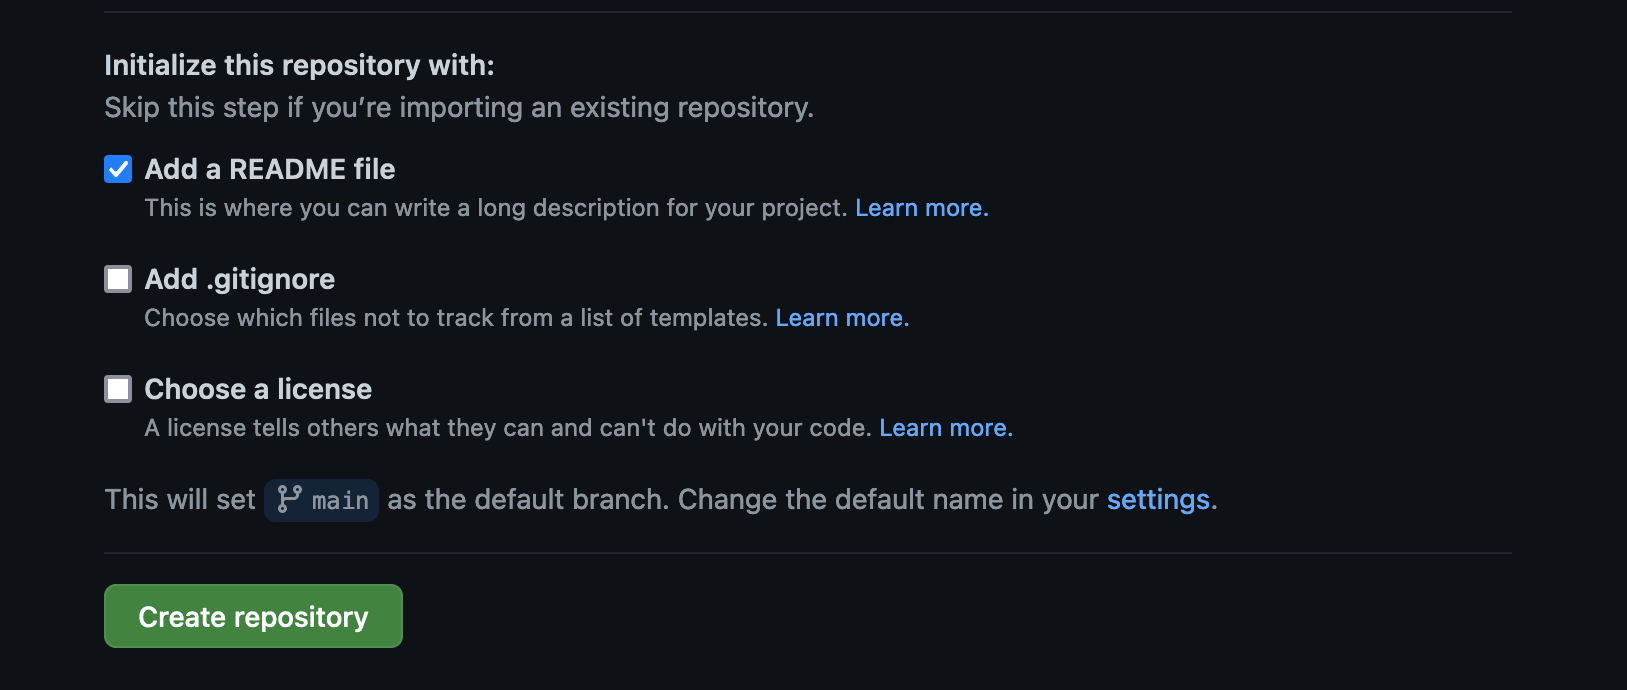 Initialize this repository with:
Skip this step if you’re importing an existing repository.
Add a README file
This is where you can write a long description for your project. Learn more.
Add .gitignore
Choose which files not to track from a list of templates. Learn more.
Choose a license
A license tells others what they can and can't do with your code. Learn more.
This will set main as the default branch. Change the default name in your settings.
Create repository